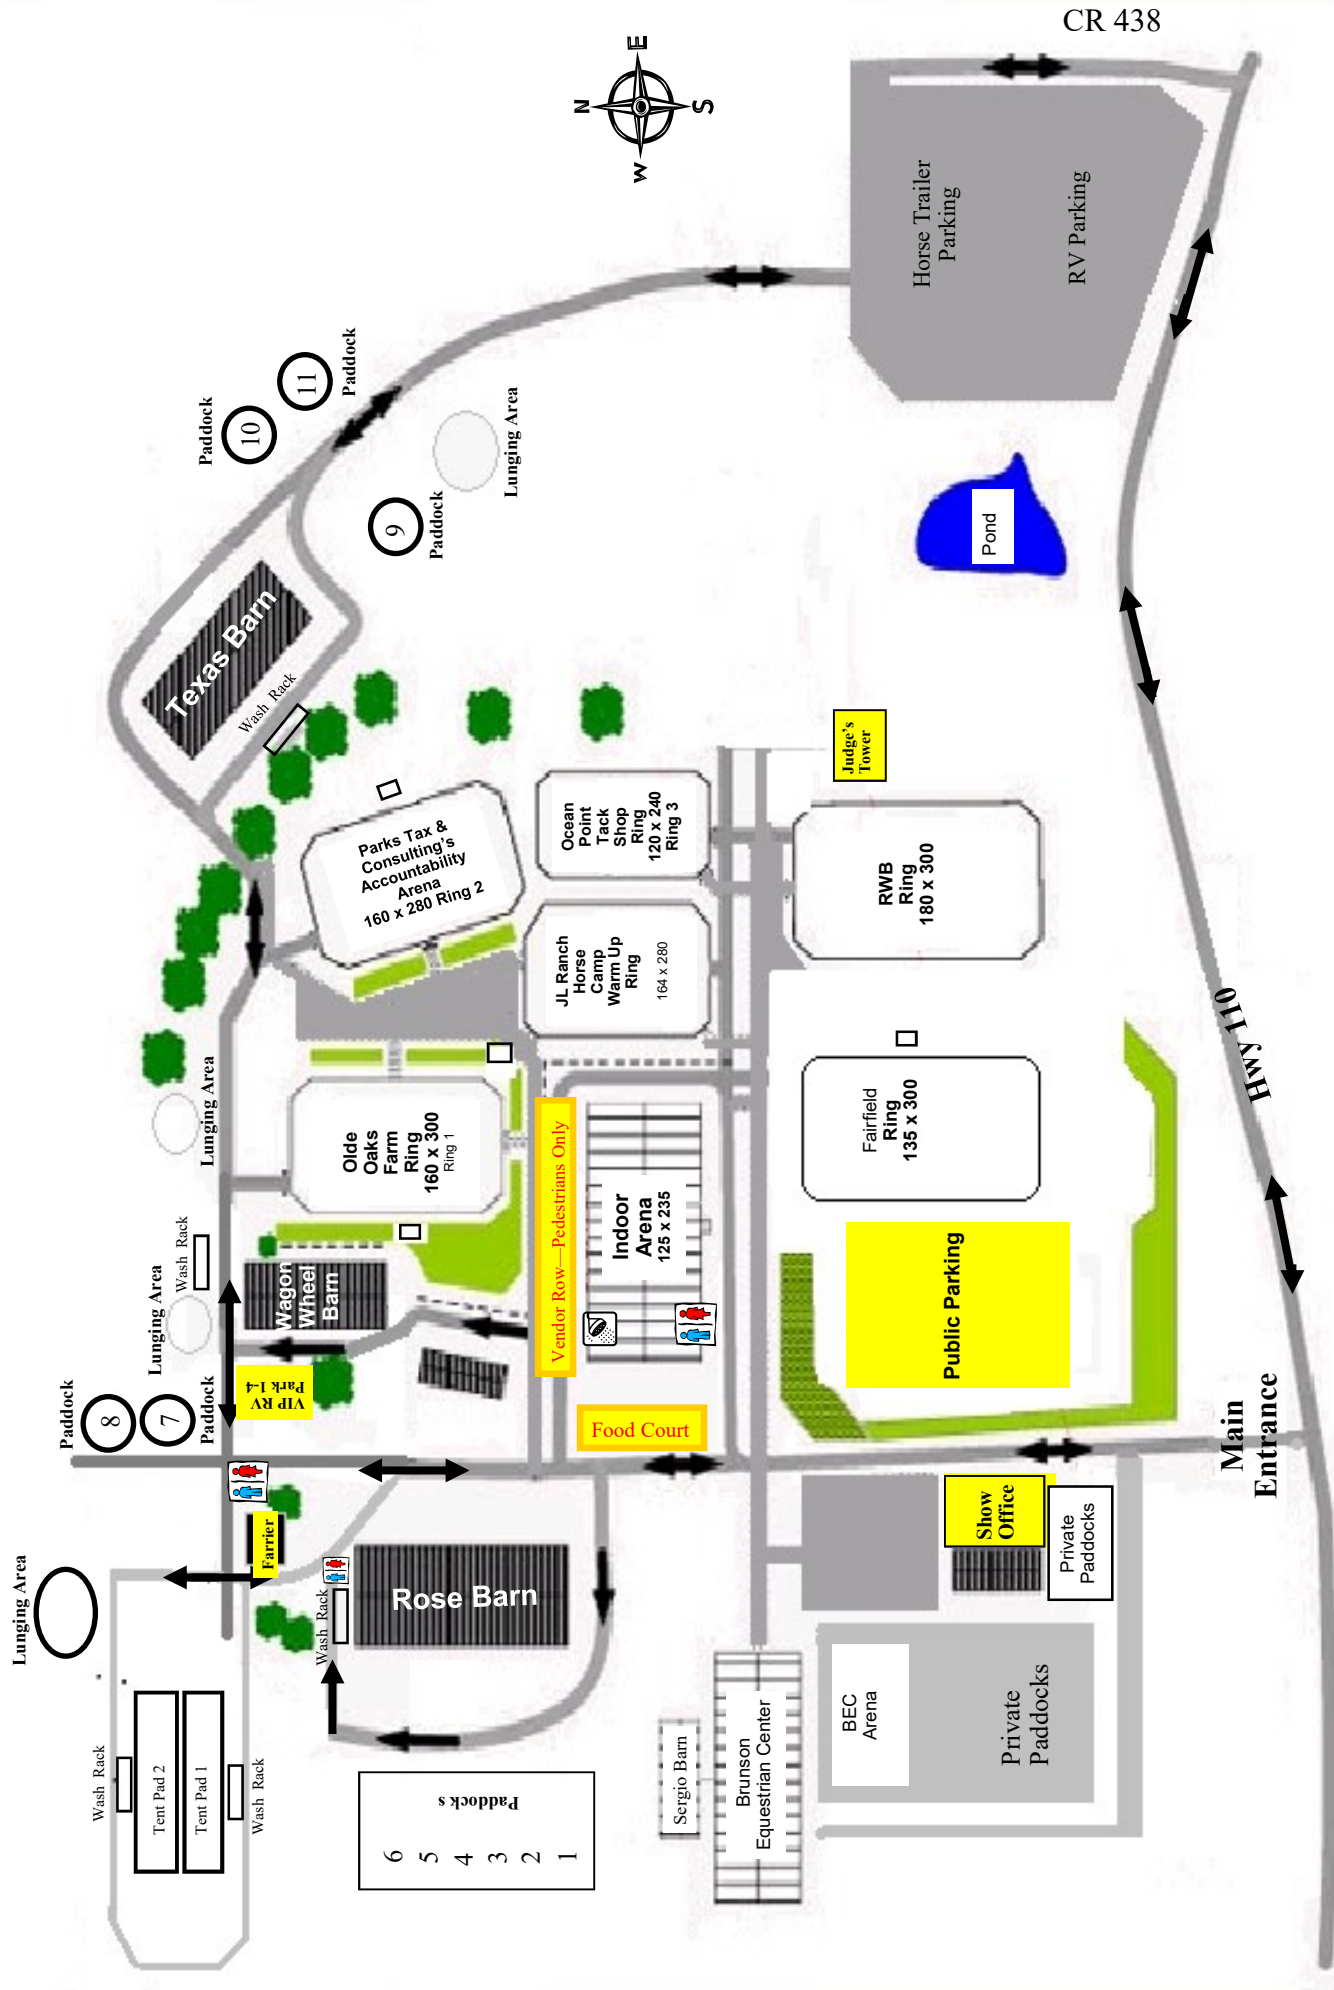 CR 438
N
E
S
W
Horse Trailer
Parking
RV Parking
Paddock
10
11
Paddock
9
Paddock
Lunging Area
Pond
Texas Barn
Wash Rack
Judge's
Tower
Parks Tax &
Consulting's
Accountability
Arena
160 x 280 Ring 2
Ocean
Point
Tack
Shop
Ring
120 x 240
Ring 3
RWB
Ring
180 x 300
JL Ranch
Horse
Camp
Warm Up
Ring
164 x 280
Hwy 110
Lunging Area
Olde
Oaks
Farm
Ring
160 x 300
Ring 1
Vendor Row—Pedestrians Only
Indoor
Arena
125 x 235
Fairfield
Ring
135 x 300
Public Parking
Wash Rack
Lunging Area
Wagon
Wheel
Barn
VIP RV
Park 1-4
Paddock
8
7
Paddock
Food Court
Main
Entrance
Farrier
Lunging Area
Wash Rack
Rose Barn
Show
Office
Private
Paddocks
Wash Rack
Tent Pad 2
Tent Pad 1
Wash Rack
Paddock s
6
5
4
3
2
1
Sergio Barn
Brunson
Equestrian Center
BEC
Arena
Private
Paddocks